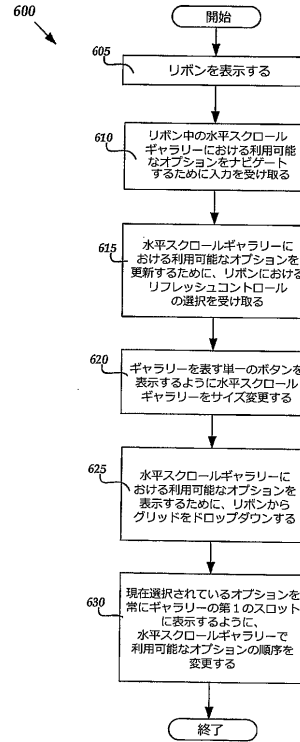 600
開始
605
リボンを表示する
610
リボン中の水平スクロール
ギャラリーにおける利用可能
なオプションをナビゲート
するために入力を受け取る
615
水平スクロールギャラリーに
おける利用可能なオプションを
更新するために、リボンにおける
リフレッシュコントロール
の選択を受け取る
620
ギャラリーを表す単一のボタンを
表示するように水平スクロール
ギャラリーをサイズ変更する
625
水平スクロールギャラリーに
おける利用可能なオプションを
表示するために、リボンから
グリッドをドロップダウンする
630
現在選択されているオプションを
常にギャラリーの第1のスロット
に表示するように、
水平スクロールギャラリーで
利用可能なオプションの順序を
変更する
終了